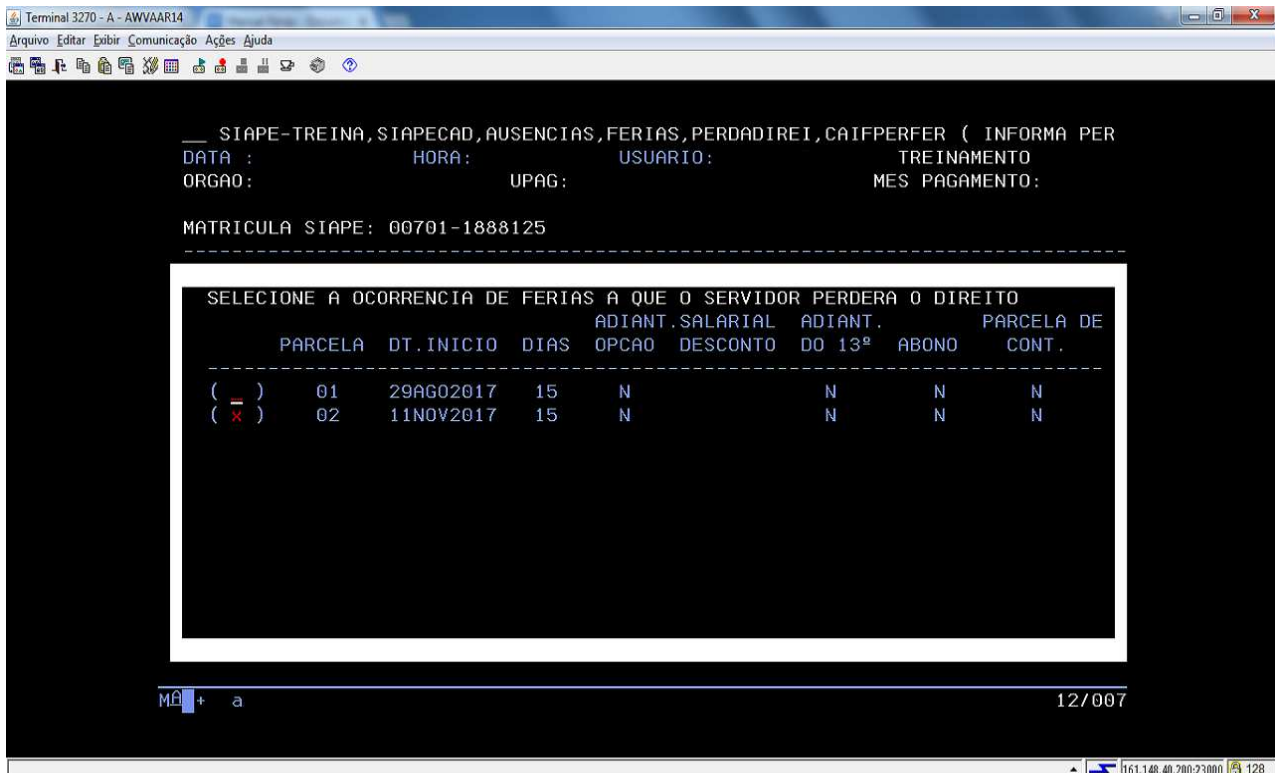 Terminal 3270 - A - AWVAAR14
Arquivo Editar Exibir Comunicação Ações Ajuda
__ SIAPE-TREINA,SIAPECAD,AUSENCIAS,FERIAS,PERDADIREI,CAIFPERFER ( INFORMA PER
DATA : HORA: USUARIO: TREINAMENTO
ORGAO: UPAG: MES PAGAMENTO:
MATRICULA SIAPE: 00701-1888125
SELECIONE A OCORRENCIA DE FERIAS A QUE O SERVIDOR PERDERA O DIREITO
ADIANT.SALARIAL ADIANT. PARCELA DE
PARCELA DT.INICIO DIAS OPCAO DESCONTO DO 13º ABONO CONT.
( _ ) 01 29AGO2017 15 N N N N
( x ) 02 11NOV2017 15 N N N N
MA + a 12/007
161.148.40.200:23000 128